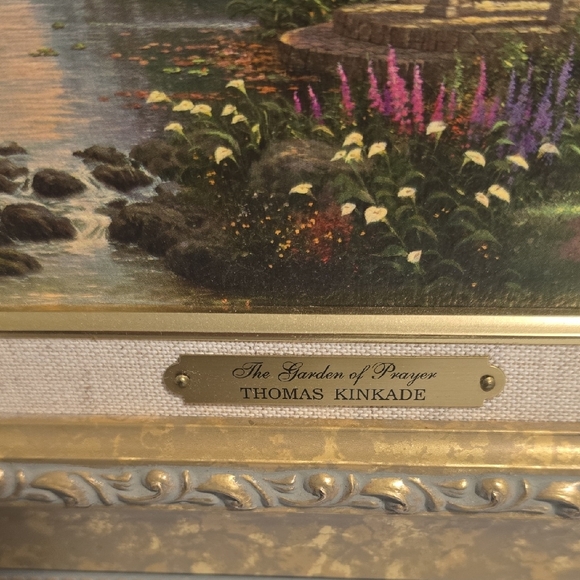 The Garden of Prayer
THOMAS KINKADE